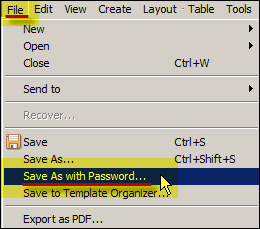 File Edit View Create Layout Table Tools
New
Open
Close Ctrl+W
Send to
Recover...
Save Ctrl+S
Save As... Ctrl+Shift+S
Save As with Password...
Save to Template Organizer...
Export as PDF...